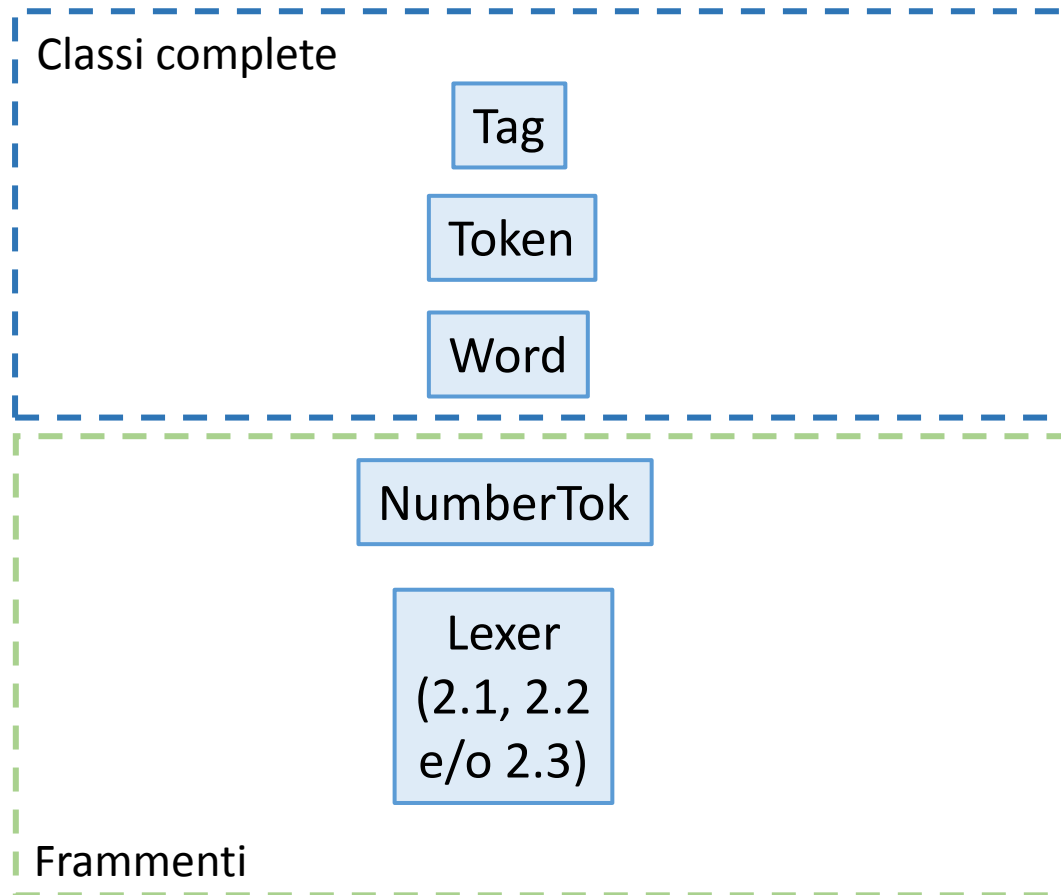 Classi complete
Tag
Token
Word
NumberTok
Lexer
(2.1, 2.2
e/o 2.3)
Frammenti